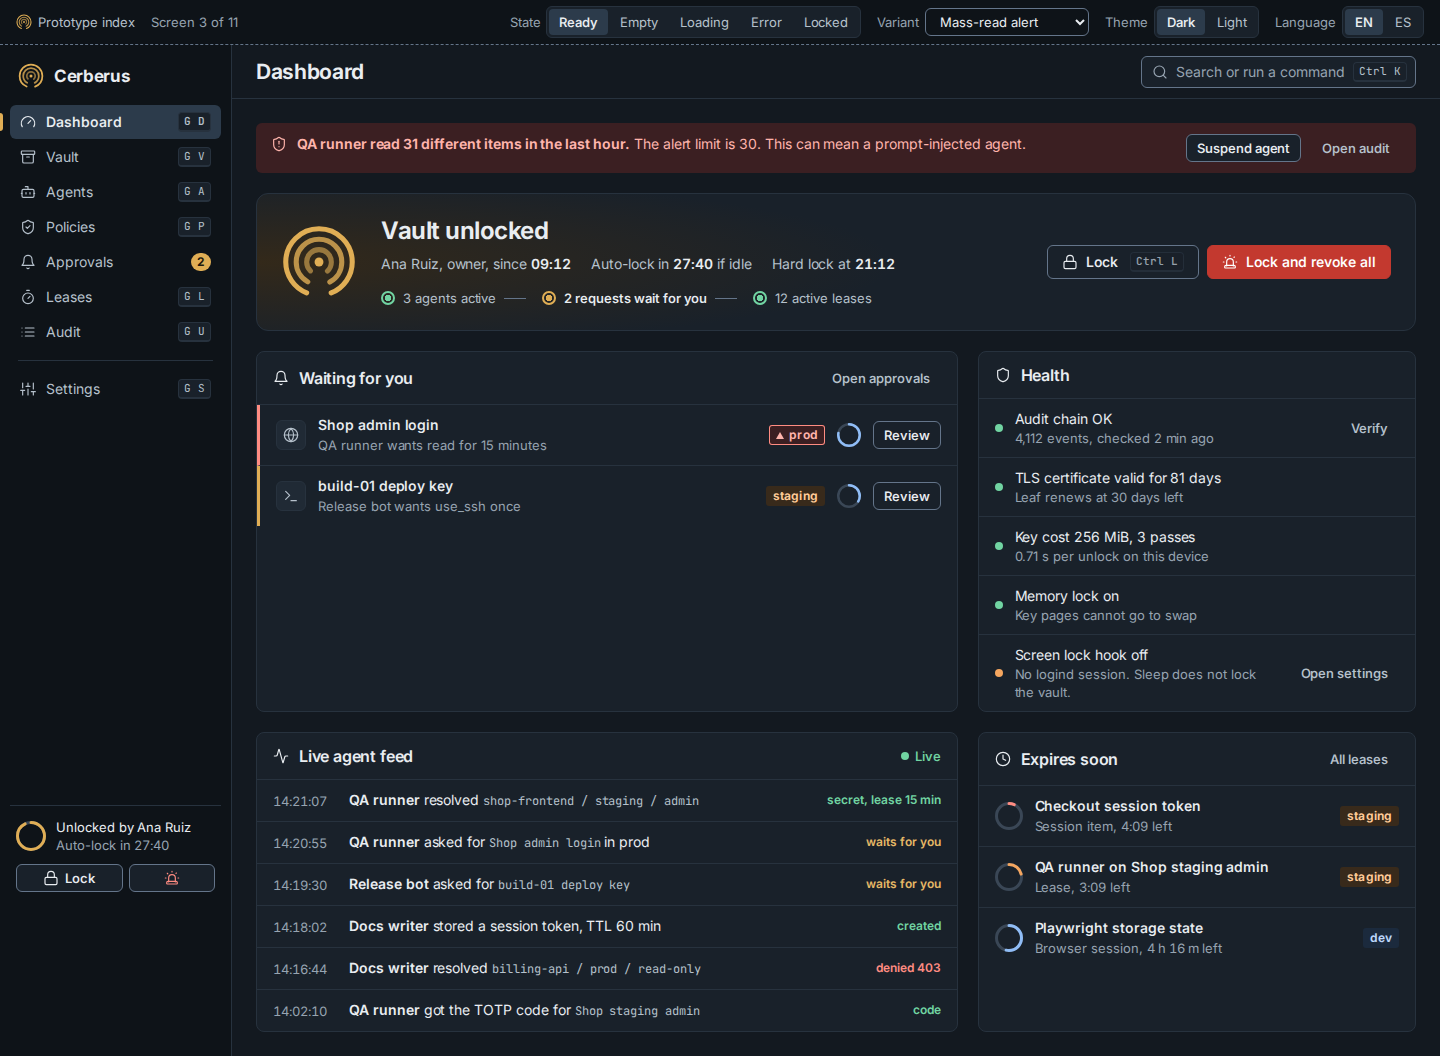 Prototype index Screen 3 of 11 State Ready Empty Loading Error Locked Variant Mass-read alert Theme Dark Light Language EN ES
Cerberus
Dashboard G D
Vault G V
Agents G A
Policies G P
Approvals 2
Leases G L
Audit G U
Settings G S
Unlocked by Ana Ruiz
Auto-lock in 27:40
Lock
Dashboard Search or run a command Ctrl K
QA runner read 31 different items in the last hour. The alert limit is 30. This can mean a prompt-injected agent. Suspend agent Open audit
Vault unlocked
Ana Ruiz, owner, since 09:12 Auto-lock in 27:40 if idle Hard lock at 21:12
3 agents active 2 requests wait for you 12 active leases
Lock Ctrl L Lock and revoke all
Waiting for you Open approvals
Shop admin login
QA runner wants read for 15 minutes
prod Review
build-01 deploy key
Release bot wants use_ssh once
staging Review
Health
Audit chain OK
4,112 events, checked 2 min ago
Verify
TLS certificate valid for 81 days
Leaf renews at 30 days left
Key cost 256 MiB, 3 passes
0.71 s per unlock on this device
Memory lock on
Key pages cannot go to swap
Screen lock hook off
No logind session. Sleep does not lock
the vault.
Open settings
Live agent feed Live
14:21:07 QA runner resolved shop-frontend / staging / admin secret, lease 15 min
14:20:55 QA runner asked for Shop admin login in prod waits for you
14:19:30 Release bot asked for build-01 deploy key waits for you
14:18:02 Docs writer stored a session token, TTL 60 min created
14:16:44 Docs writer resolved billing-api / prod / read-only denied 403
14:02:10 QA runner got the TOTP code for Shop staging admin code
Expires soon All leases
Checkout session token
Session item, 4:09 left
staging
QA runner on Shop staging admin
Lease, 3:09 left
staging
Playwright storage state
Browser session, 4 h 16 m left
dev